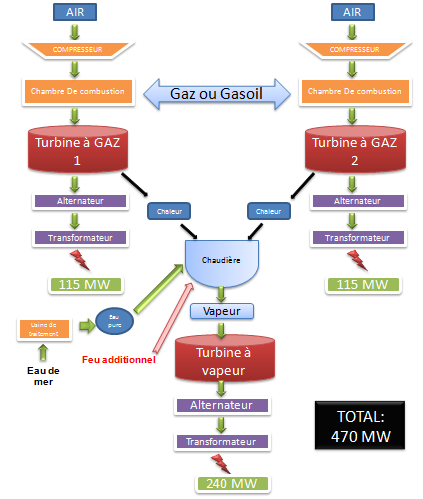 AIR
AIR
COMPRESSEUR
COMPRESSEUR
Chambre De combustion
Gaz ou Gasoil
Chambre De combustion
Turbine à GAZ
1
Turbine à GAZ
2
Alternateur
Alternateur
Chaleur
Chaleur
Transformateur
Transformateur
Chaudière
115 MW
115 MW
Vapeur
Eau
pure
Usine de
traitement
Feu additionnel
Eau de
mer
Turbine à
vapeur
Alternateur
TOTAL:
470 MW
Transformateur
240 MW